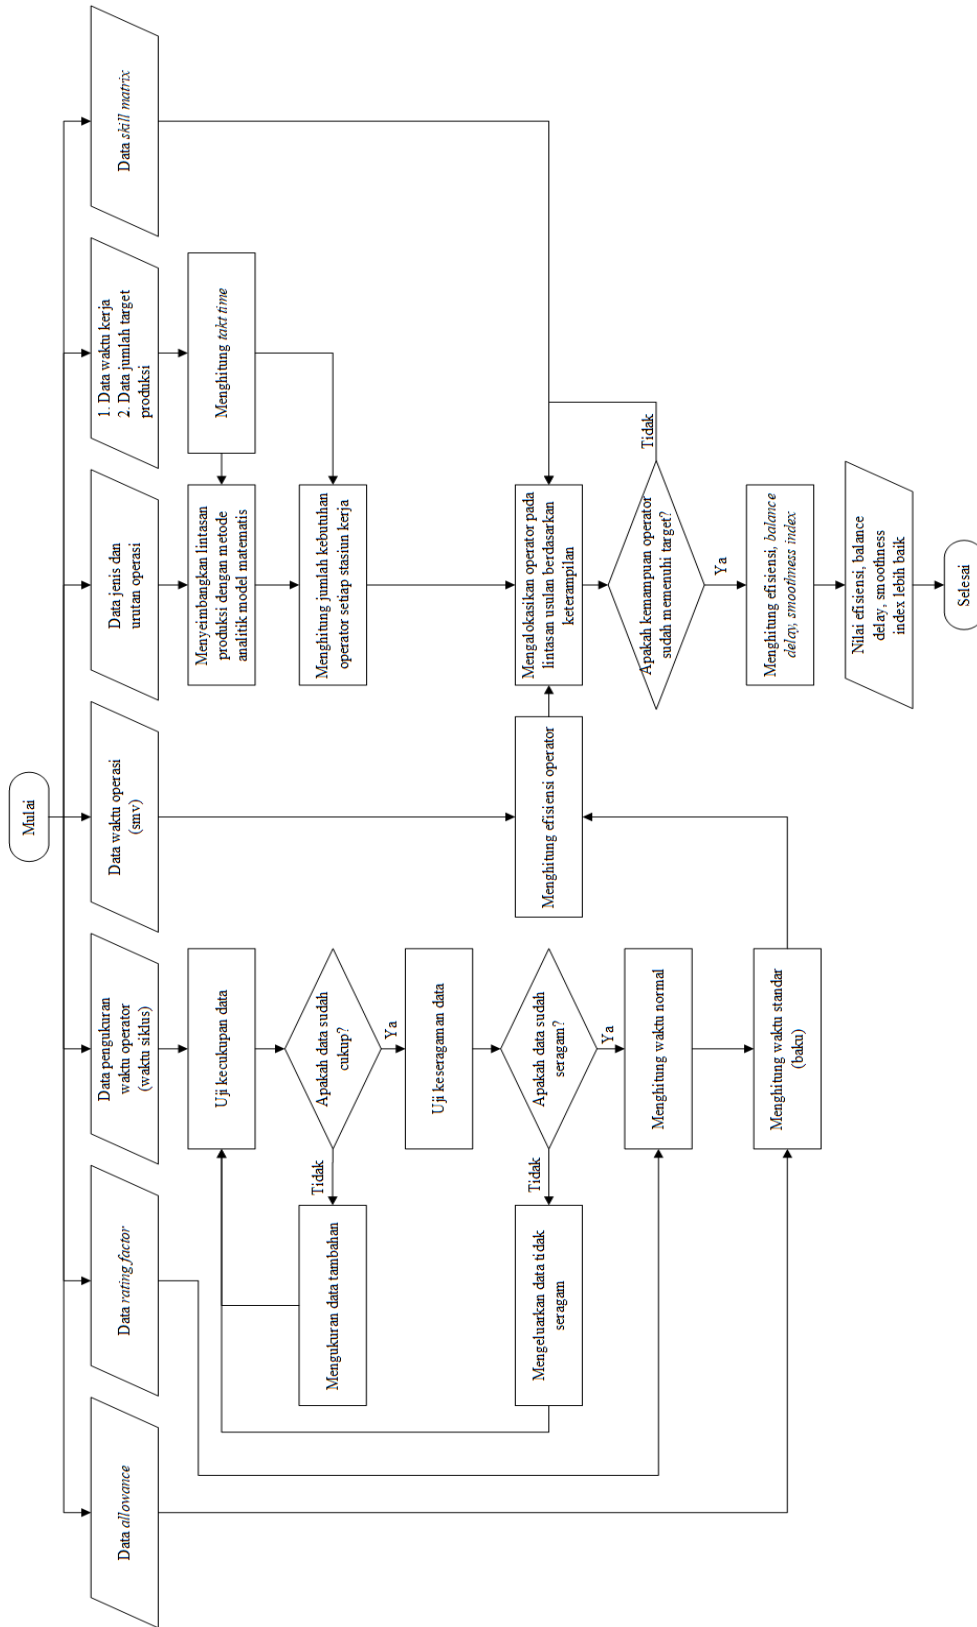 Mulai
Data allowance
Data rating factor
Data pengukuran
waktu operator
(waktu siklus)
Data waktu operasi
(smv)
Data jenis dan
urutan operasi
1. Data waktu kerja
2. Data jumlah target
produksi
Data skill matrix
Uji kecukupan data
Menyeimbangkan lintasan
produksi dengan metode
analitik model matematis
Menghitung takt time
Mengukuran data tambahan
Tidak
Apakah data sudah
cukup?
Ya
Menghitung jumlah kebutuhan
operator setiap stasiun kerja
Uji keseragaman data
Mengeluarkan data tidak
seragam
Tidak
Apakah data sudah
seragam?
Ya
Menghitung efisiensi operator
Mengalokasikan operator pada
lintasan usulan berdasarkan
keterampilan
Menghitung waktu normal
Apakah kemampuan operator
sudah memenuhi target?
Tidak
Ya
Menghitung waktu standar
(baku)
Menghitung efisiensi, balance
delay, smoothness index
Nilai efisiensi, balance
delay, smoothness
index lebih baik
Selesai